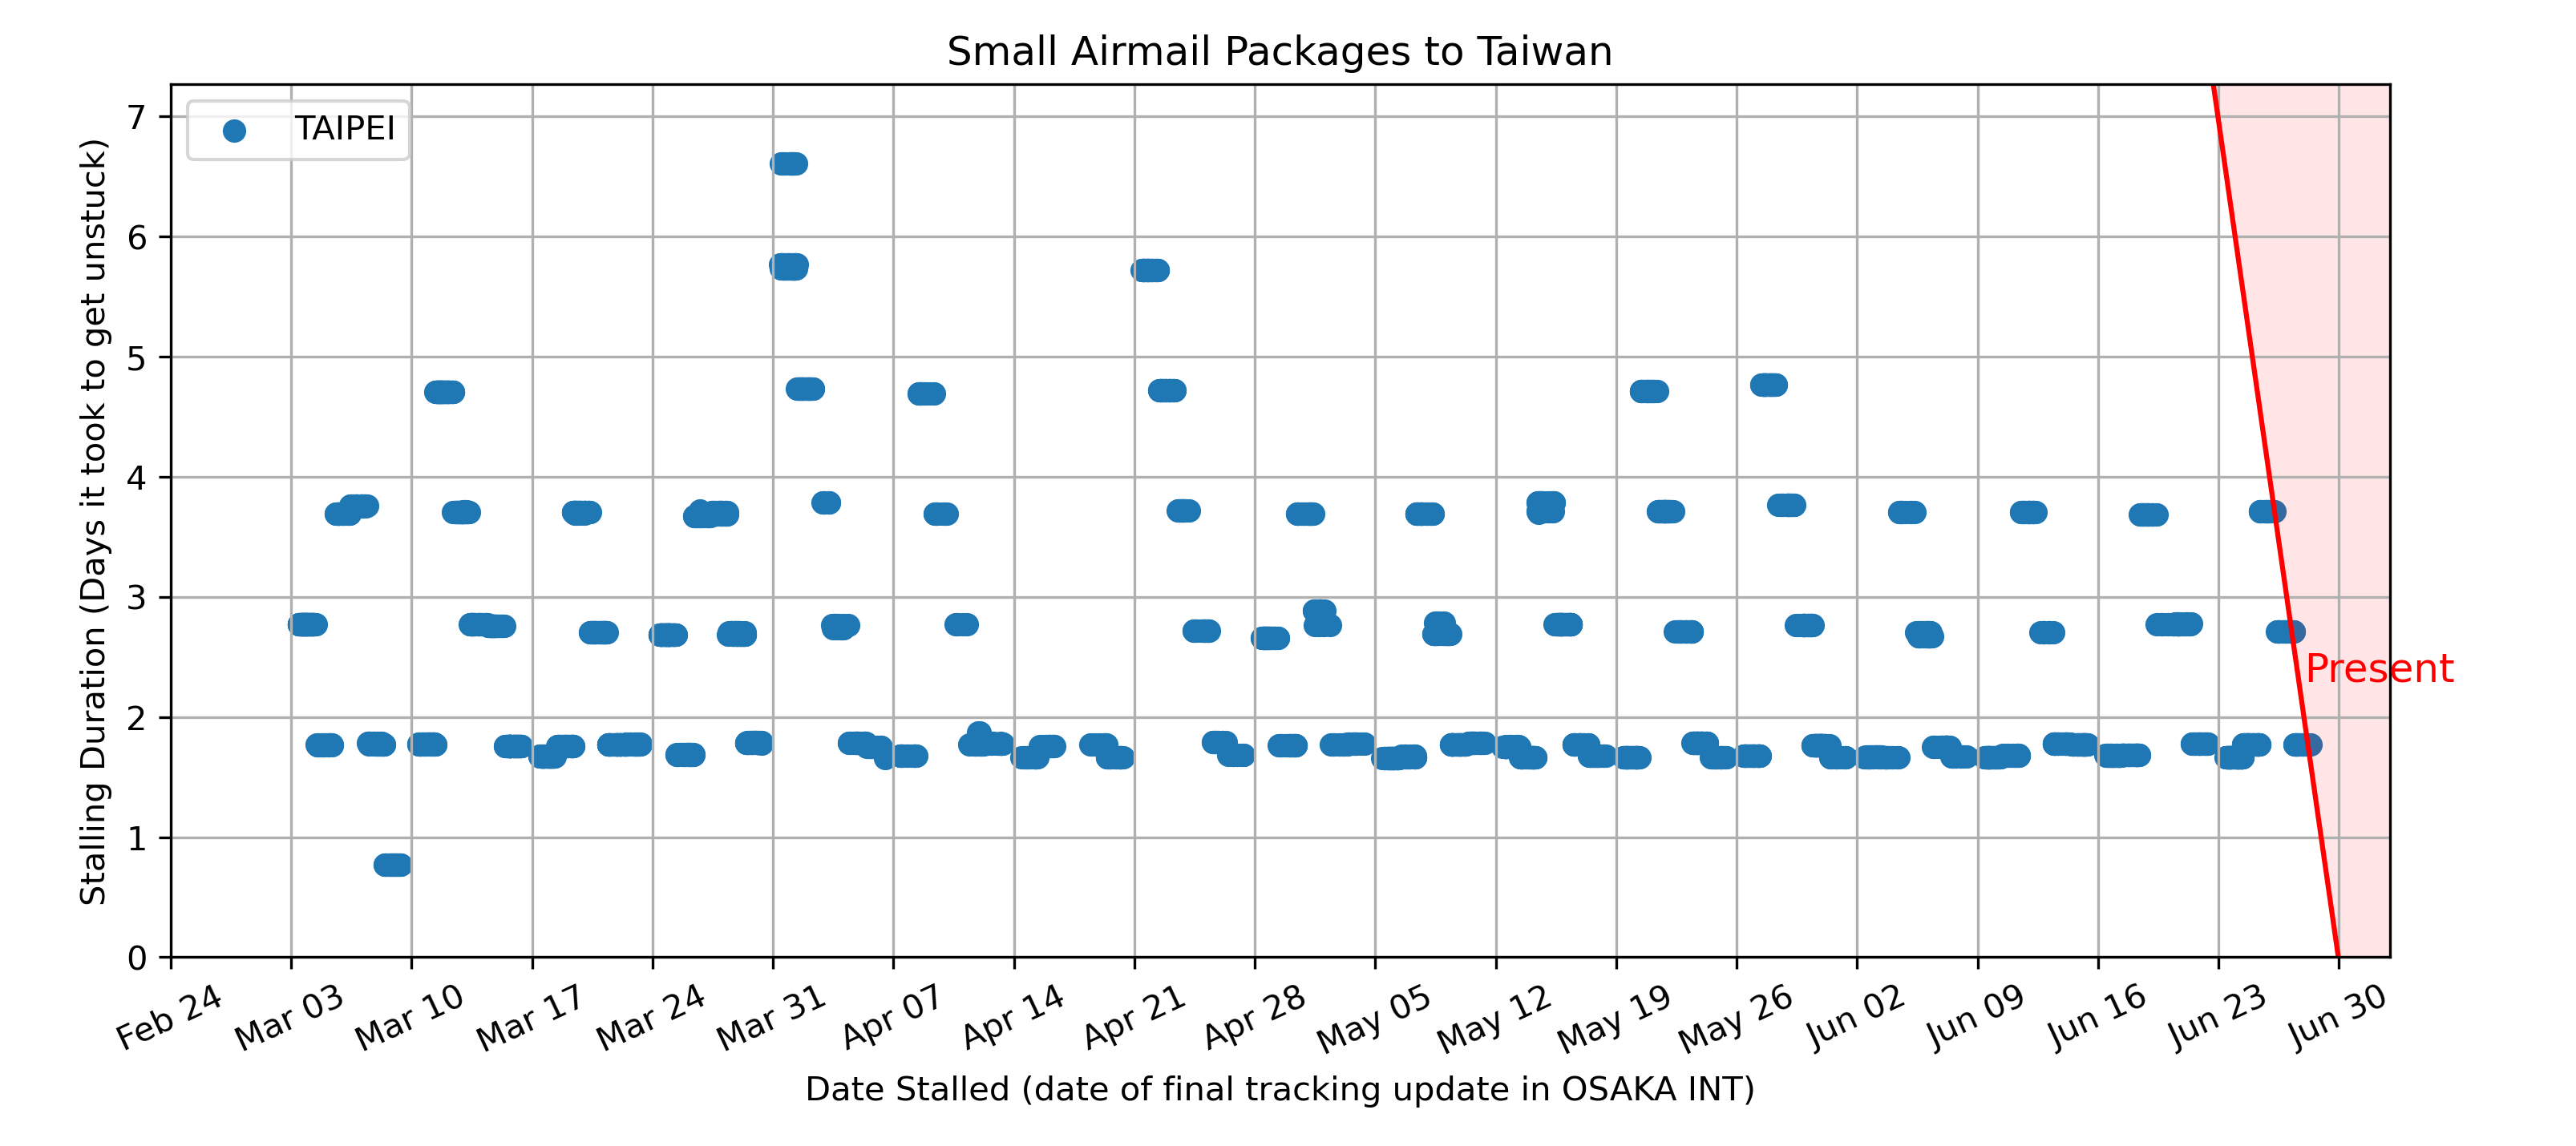 Small Airmail Packages to Taiwan
TAIPEI
7
6
5
4
3
2
1
0
Stalling Duration (Days it took to get unstuck)
Present
Feb 24
Mar 03
Mar 10
Mar 17
Mar 24
Mar 31
Apr 07
Apr 14
Apr 21
Apr 28
May 05
May 12
May 19
May 26
Jun 02
Jun 09
Jun 16
Jun 23
Jun 30
Date Stalled (date of final tracking update in OSAKA INT)